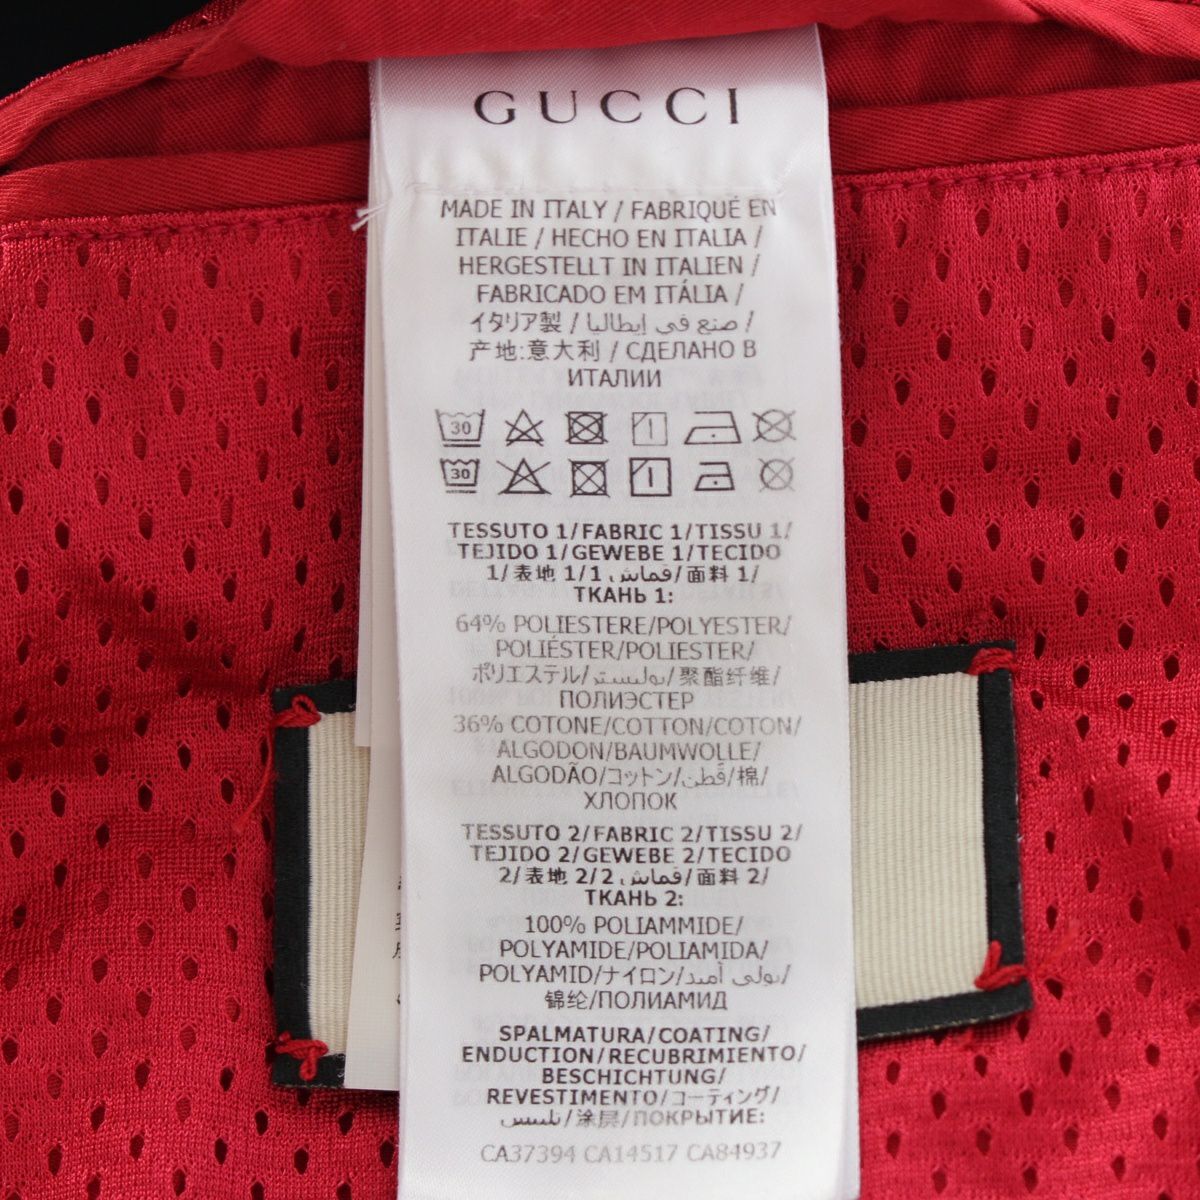 GUCCI
MADE IN ITALY / FABRIQUÉ EN
ITALIE / HECHO EN ITALIA /
HERGESTELLT IN ITALIEN /
FABRICADO EM ITÁLIA /
イタリア製 / صنع في إيطاليا /
产地:意大利 / СДЕЛАНО В
ИТАЛИИ
30
30
TESSUTO 1/FABRIC 1/TISSU 1/
TEJIDO 1/GEWEBE 1/TECIDO
1/表地 1/1 قماش/面料 1/
ТКАНЬ 1:
64% POLIESTERE/POLYESTER/
POLIÉSTER/POLIESTER/
ポリエステル/بوليستر/聚酯纤维/
ПОЛИЭСТЕР
36% COTONE/COTTON/COTON/
ALGODON/BAUMWOLLE/
ALGODÃO/コットン/قطن/棉/
ХЛОПОК
TESSUTO 2/FABRIC 2/TISSU 2/
TEJIDO 2/GEWEBE 2/TECIDO
2/表地 2/2 قماش/面料 2/
ТКАНЬ 2:
100% POLIAMMIDE/
POLYAMIDE/POLIAMIDA/
POLYAMID/ナイロン/بولي أميد/
锦纶/ПОЛИАМИД
SPALMATURA/COATING/
ENDUCTION/RECUBRIMIENTO/
BESCHICHTUNG/
REVESTIMENTO/コーティング/
تلبيس/涂层/ПОКРЫТИЕ:
CA37394 CA14517 CA84937